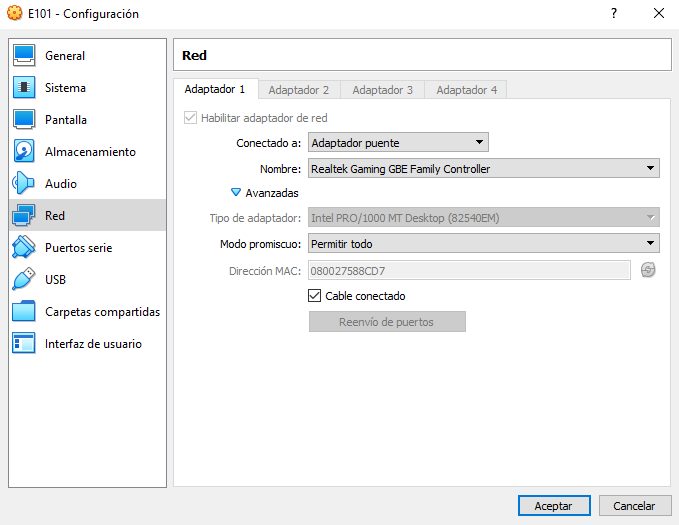 E101 - Configuración
General
Sistema
Pantalla
Almacenamiento
Audio
Red
Puertos serie
USB
Carpetas compartidas
Interfaz de usuario
Red
Adaptador 1 Adaptador 2 Adaptador 3 Adaptador 4
Habilitar adaptador de red
Conectado a: Adaptador puente
Nombre: Realtek Gaming GBE Family Controller
Avanzadas
Tipo de adaptador: Intel PRO/1000 MT Desktop (82540EM)
Modo promiscuo: Permitir todo
Dirección MAC: 080027588CD7
Cable conectado
Reenvío de puertos
Aceptar Cancelar